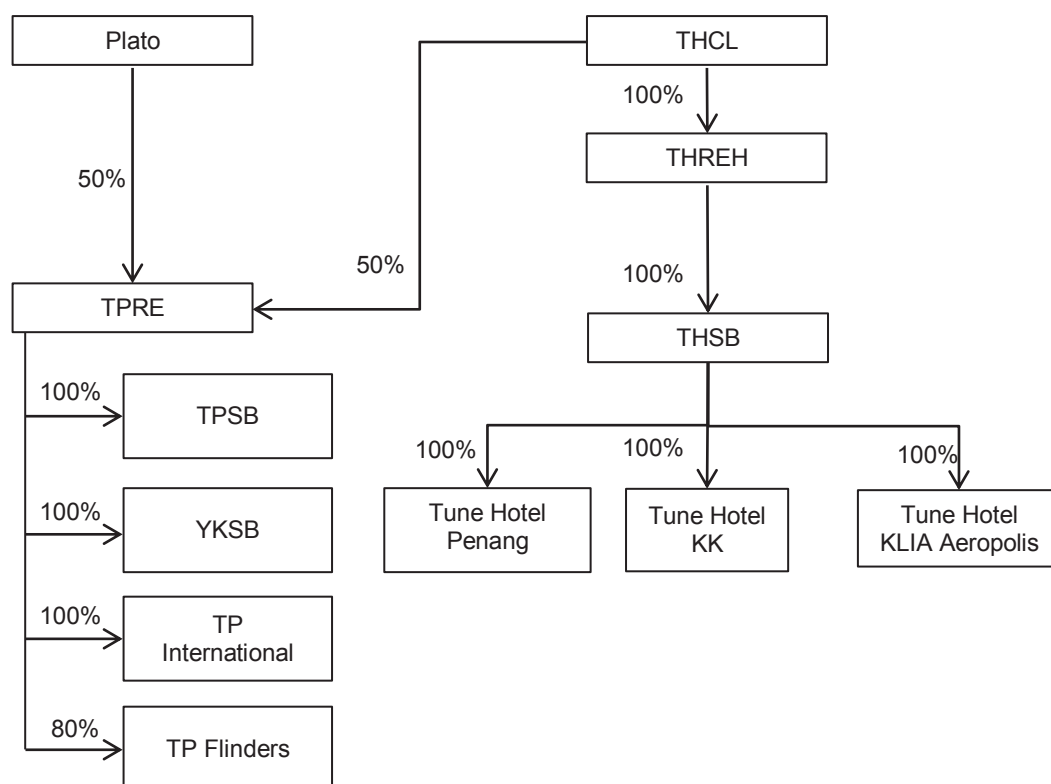 Plato
THCL
100%
THREH
50%
50%
100%
TPRE
THSB
100%
TPSB
100%
100%
100%
YKSB
100%
Tune Hotel
Penang
Tune Hotel
KK
Tune Hotel
KLIA Aeropolis
100%
TP
International
80%
TP Flinders